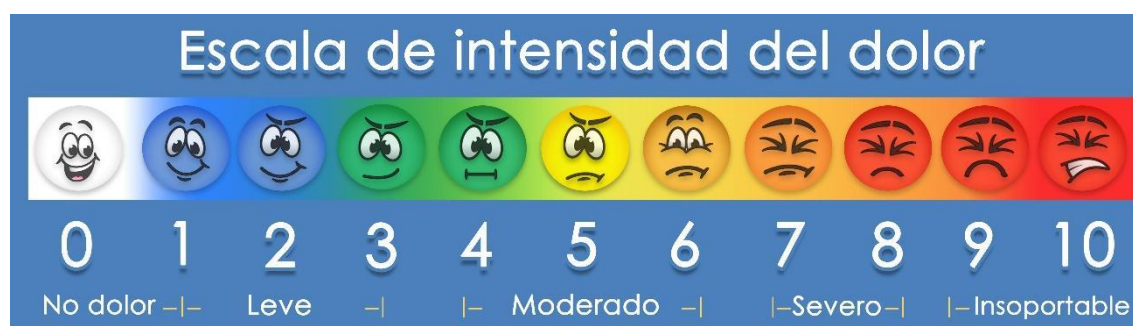 Escala de intensidad del dolor
0 1 2 3 4 5 6 7 8 9 10
No dolor -|- Leve -| |- Moderado -| |-Severo-| |-Insoportable